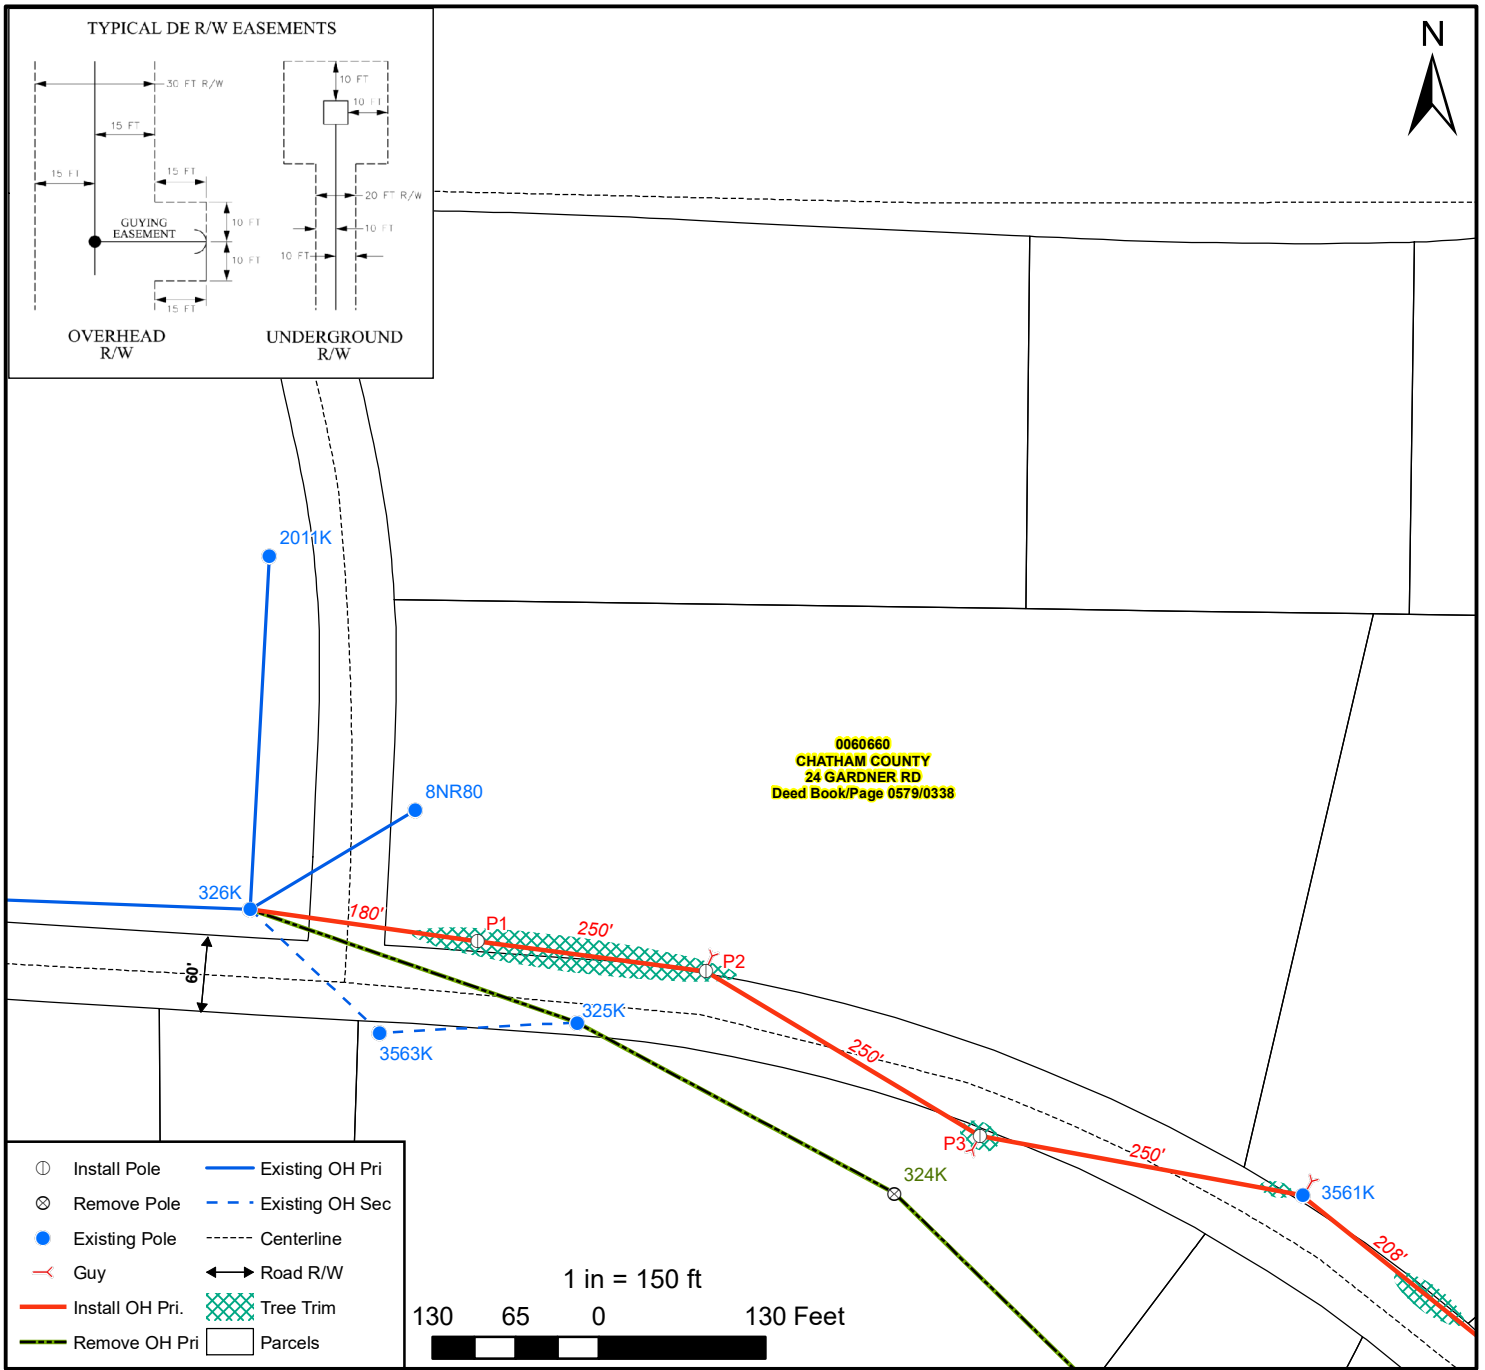 TYPICAL DE R/W EASEMENTS
30 FT R/W
15 FT
15 FT
15 FT
GUYING
EASEMENT
10 FT
10 FT
15 FT
OVERHEAD
R/W
10 FT
10 FT
20 FT R/W
10 FT
10 FT
UNDERGROUND
R/W
N
2011K
8NR80
326K
0060660
CHATHAM COUNTY
24 GARDNER RD
Deed Book/Page 0579/0338
180'
P1
250'
P2
60'
325K
3563K
250'
P3
250'
324K
3561K
208'
Install Pole
Existing OH Pri
Remove Pole
Existing OH Sec
Existing Pole
Centerline
Guy
Road R/W
Install OH Pri.
Tree Trim
Remove OH Pri
Parcels
1 in = 150 ft
130 65 0 130 Feet